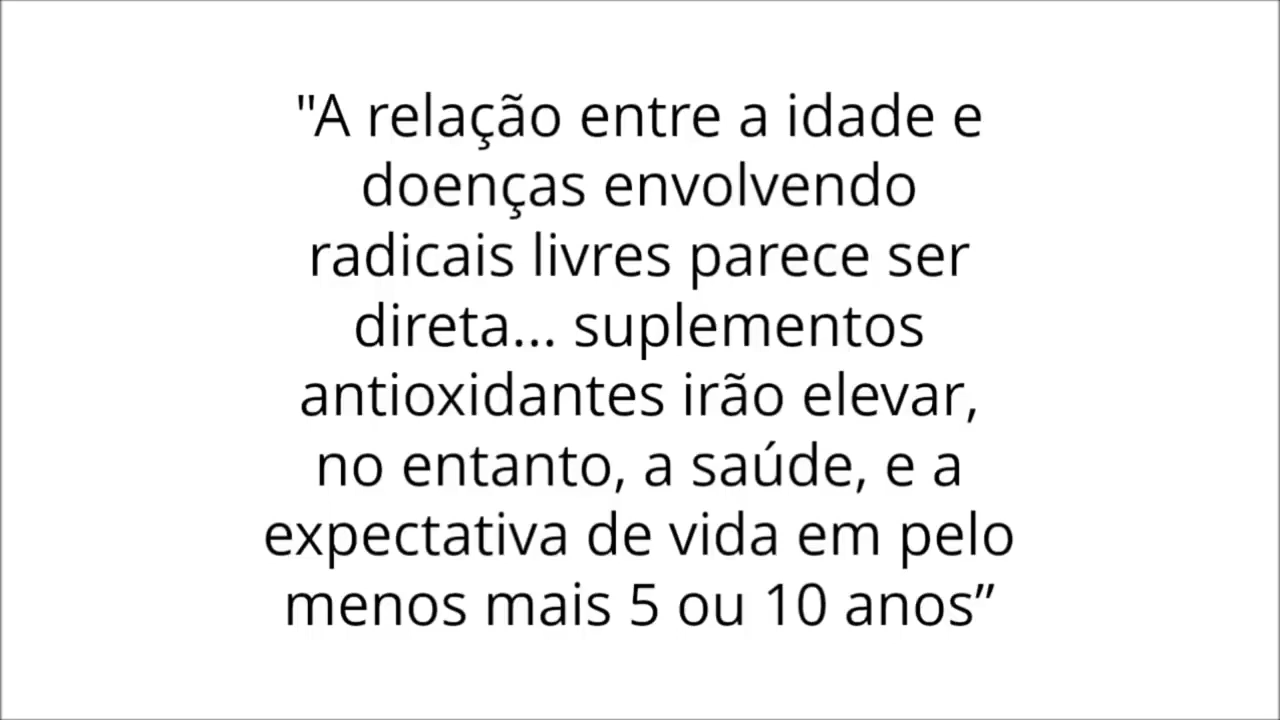 "A relação entre a idade e
doenças envolvendo
radicais livres parece ser
direta... suplementos
antioxidantes irão elevar,
no entanto, a saúde, e a
expectativa de vida em pelo
menos mais 5 ou 10 anos”